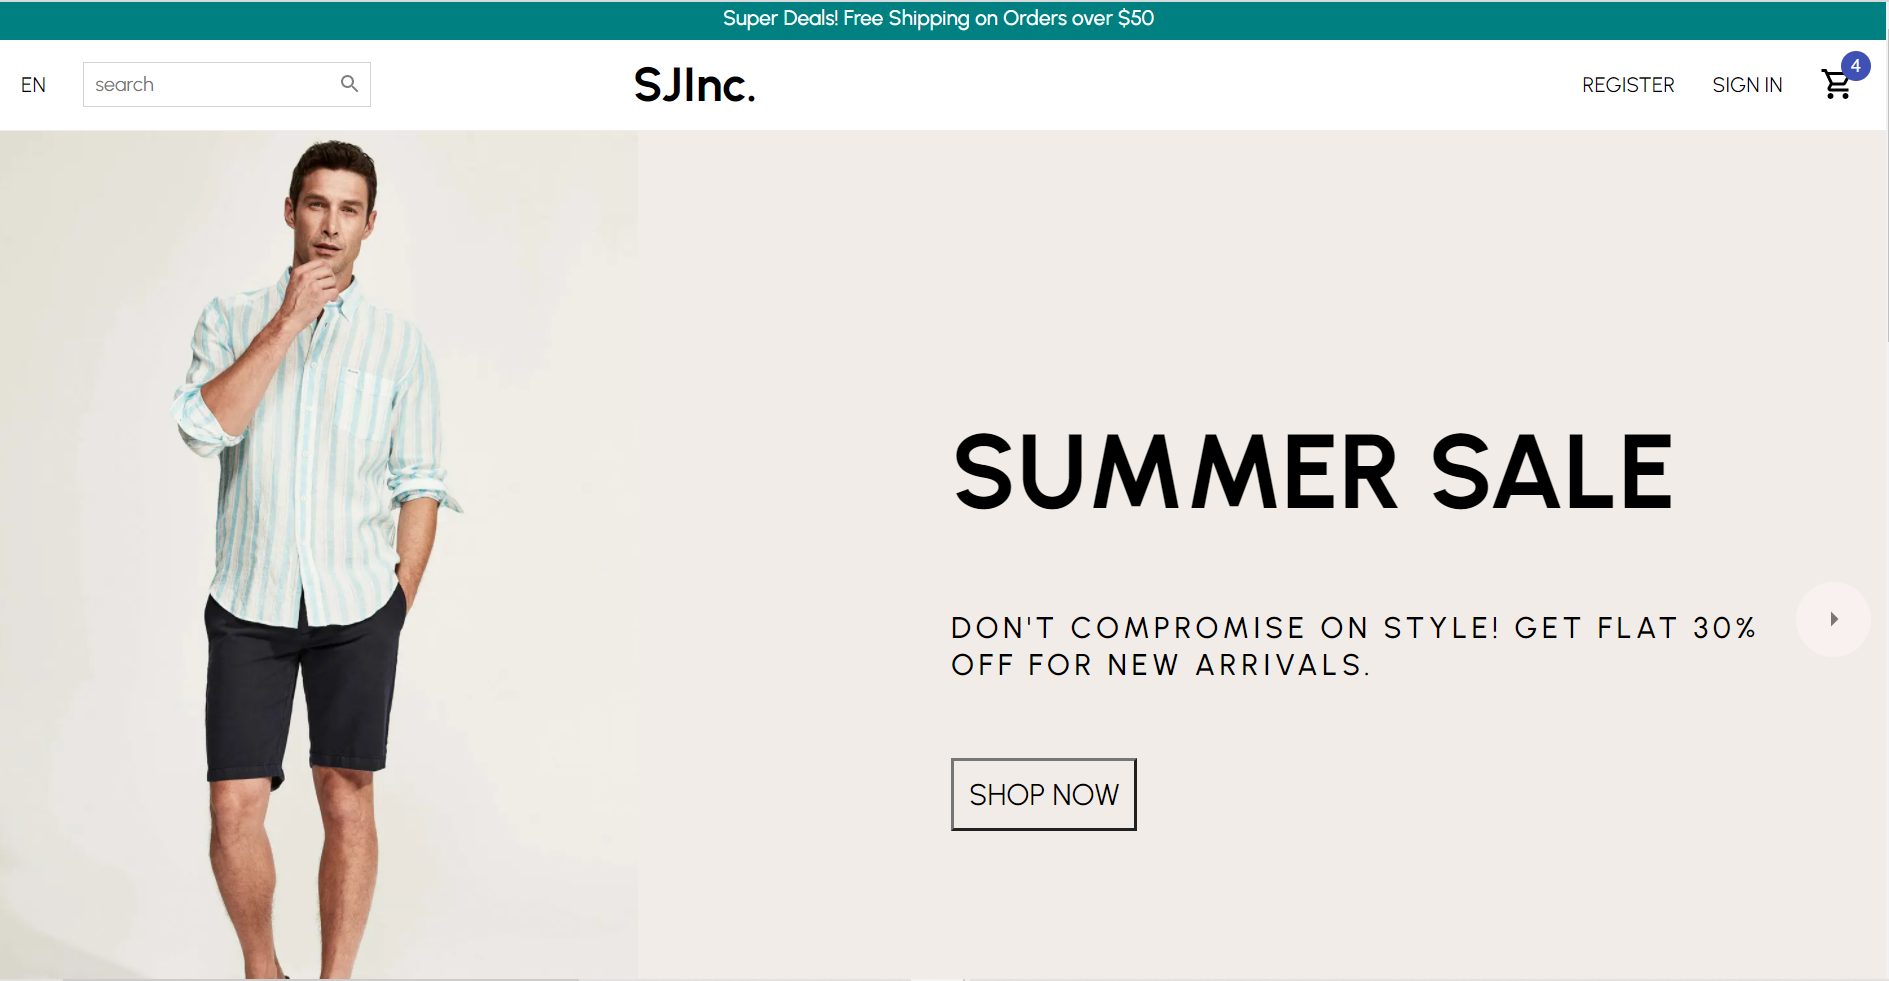 Super Deals! Free Shipping on Orders over $50
EN
search
SJInc.
REGISTER
SIGN IN
4
SUMMER SALE
DON'T COMPROMISE ON STYLE! GET FLAT 30%
OFF FOR NEW ARRIVALS.
SHOP NOW